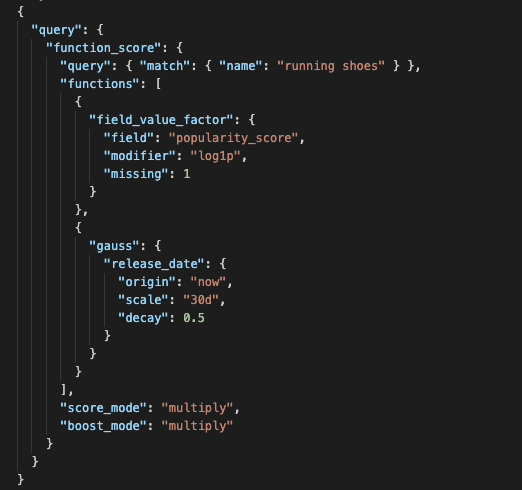 {
  "query": {
    "function_score": {
      "query": { "match": { "name": "running shoes" } },
      "functions": [
        {
          "field_value_factor": {
            "field": "popularity_score",
            "modifier": "log1p",
            "missing": 1
          }
        },
        {
          "gauss": {
            "release_date": {
              "origin": "now",
              "scale": "30d",
              "decay": 0.5
            }
          }
        }
      ],
      "score_mode": "multiply",
      "boost_mode": "multiply"
    }
  }
}